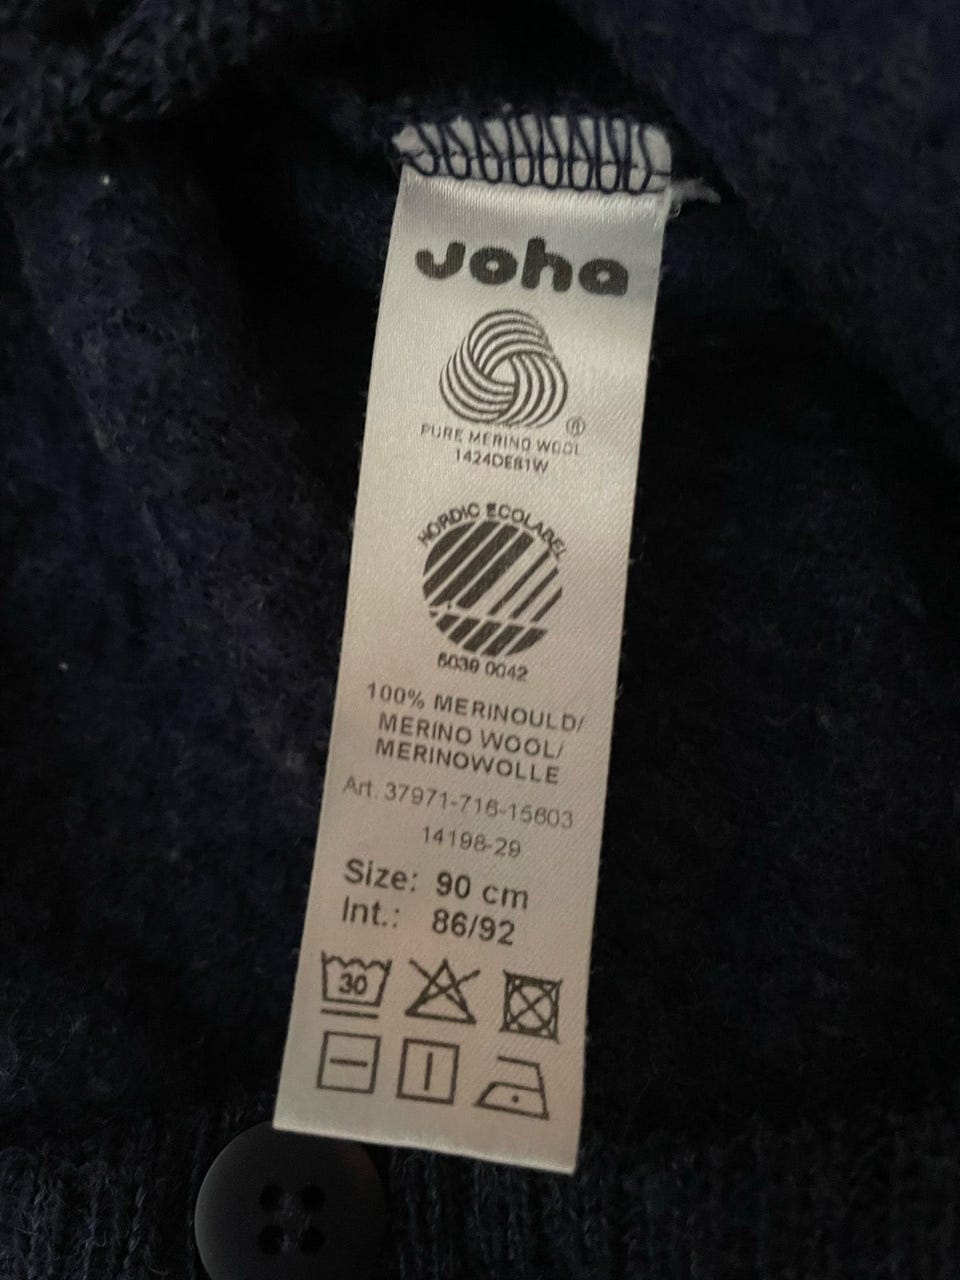 Joha
®
PURE MERINO WOOL
1424DE81W
NORDIC ECOLABEL
5039 0042
100% MERINOULD/
MERINO WOOL/
MERINOWOLLE
Art. 37971-716-15603
14198-29
Size: 90 cm
Int.: 86/92
30